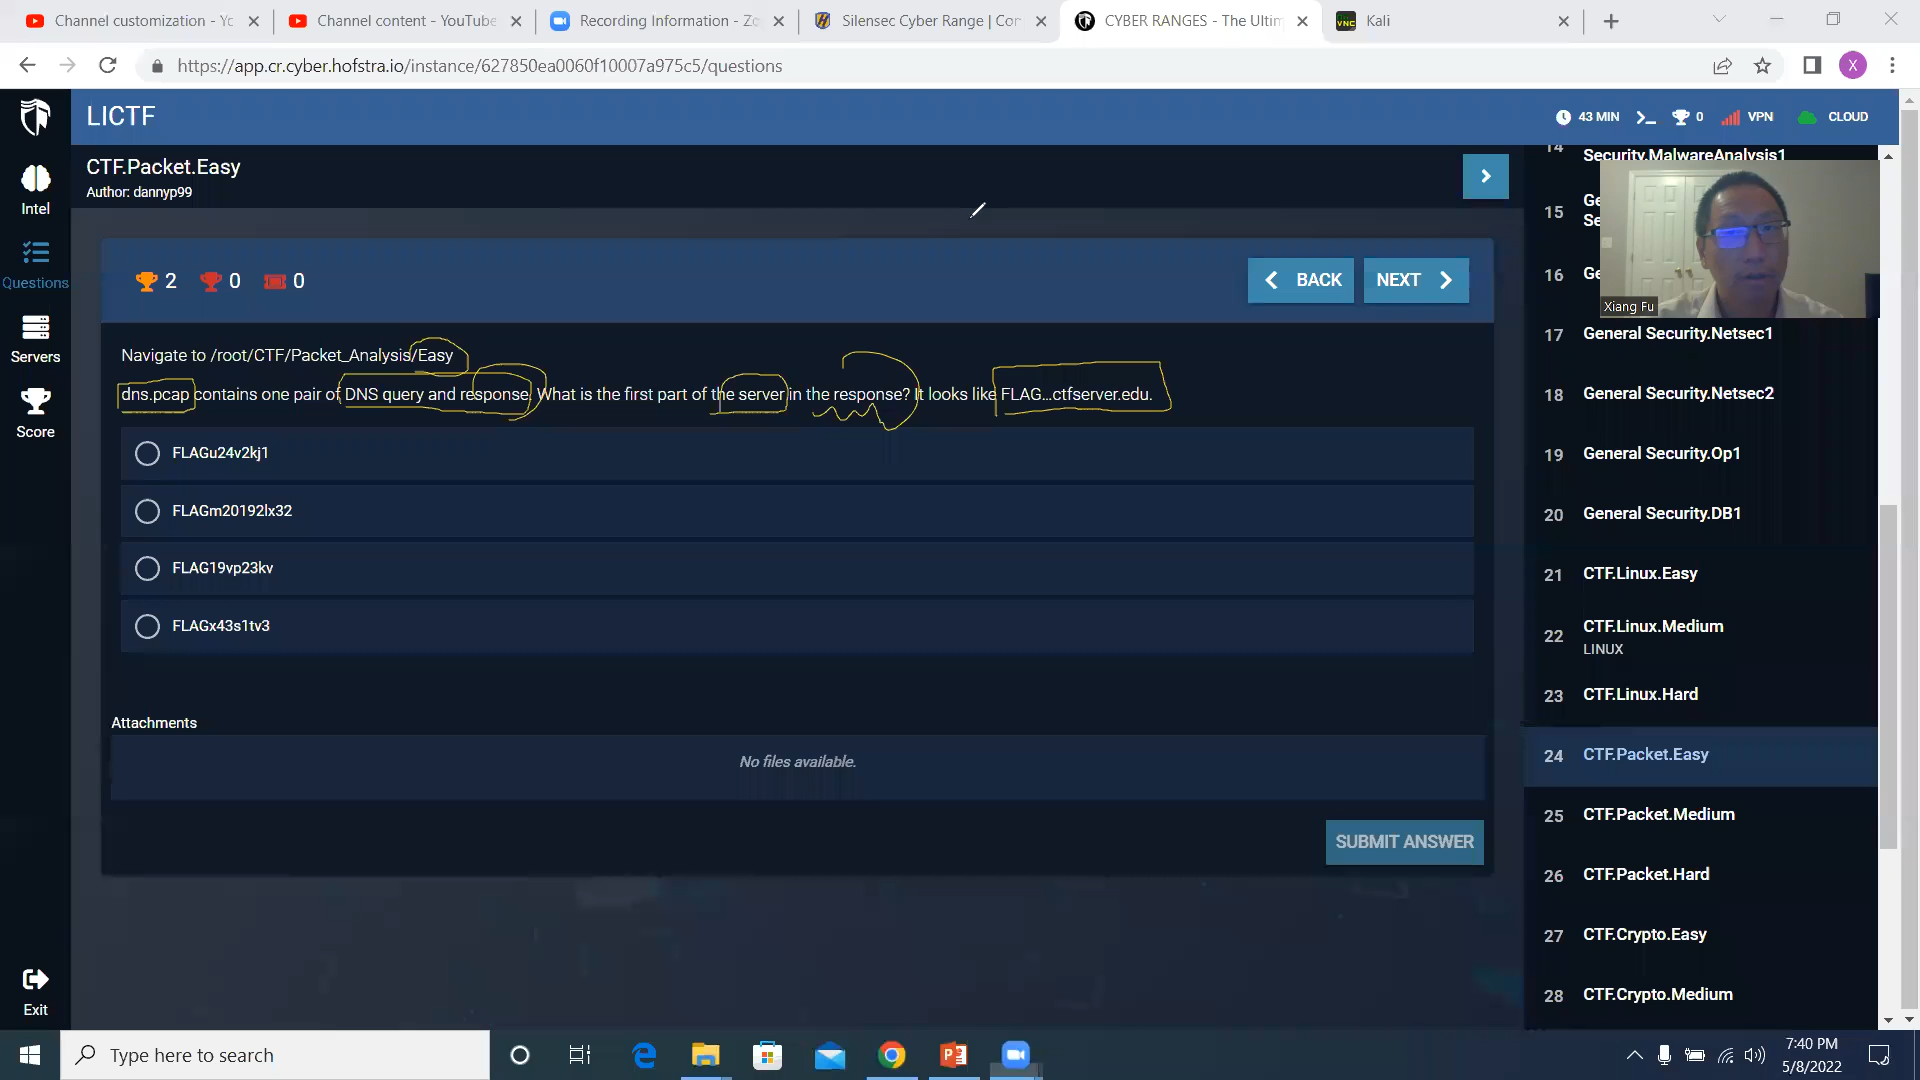 Channel customization - Yo
Channel content - YouTube
Recording Information - Zo
Silensec Cyber Range | Con
CYBER RANGES - The Ultim
VNC
Kali
https://app.cr.cyber.hofstra.io/instance/627850ea0060f10007a975c5/questions
X
LICTF
43 MIN
0
VPN
CLOUD
CTF.Packet.Easy
Author: dannyp99
Intel
Questions
Servers
Score
Exit
2
0
0
BACK
NEXT
Navigate to /root/CTF/Packet_Analysis/Easy
dns.pcap contains one pair of DNS query and response. What is the first part of the server in the response? It looks like FLAG...ctfserver.edu.
FLAGu24v2kj1
FLAGm20192lx32
FLAG19vp23kv
FLAGx43s1tv3
Attachments
No files available.
SUBMIT ANSWER
14 Security.MalwareAnalysis1
15 Ge
Se
16 Ge
Xiang Fu
17 General Security.Netsec1
18 General Security.Netsec2
19 General Security.Op1
20 General Security.DB1
21 CTF.Linux.Easy
22 CTF.Linux.Medium
LINUX
23 CTF.Linux.Hard
24 CTF.Packet.Easy
25 CTF.Packet.Medium
26 CTF.Packet.Hard
27 CTF.Crypto.Easy
28 CTF.Crypto.Medium
Type here to search
7:40 PM
5/8/2022